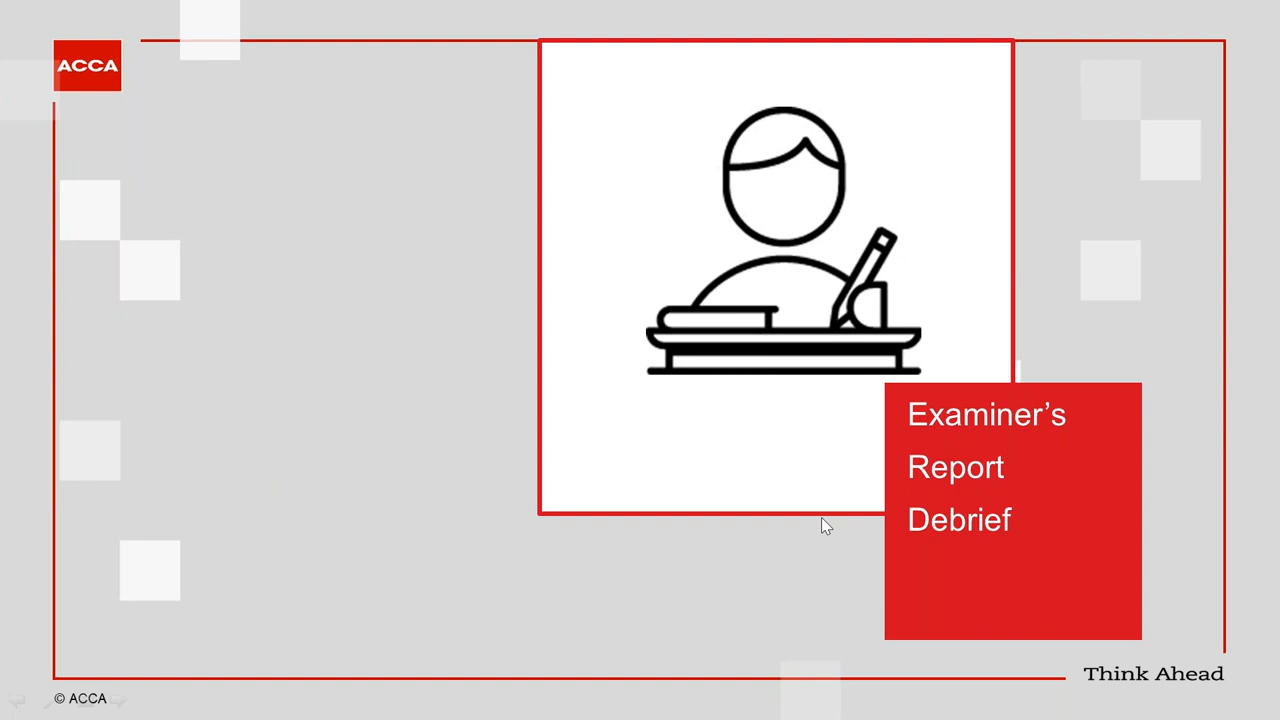 ACCA
Examiner’s
Report
Debrief
Think Ahead
© ACCA